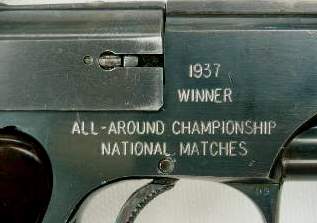 1937
WINNER
ALL-AROUND CHAMPIONSHIP
NATIONAL MATCHES